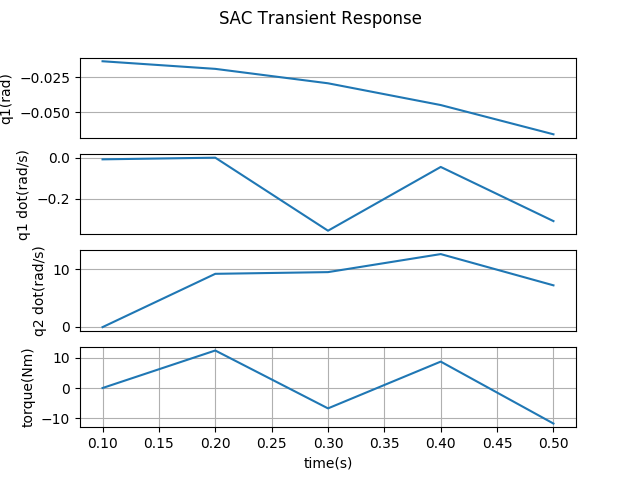 SAC Transient Response
−0.025
−0.050
q1(rad)
0.0
−0.2
q1 dot(rad/s)
10
0
q2 dot(rad/s)
10
0
−10
torque(Nm)
0.10 0.15 0.20 0.25 0.30 0.35 0.40 0.45 0.50
time(s)